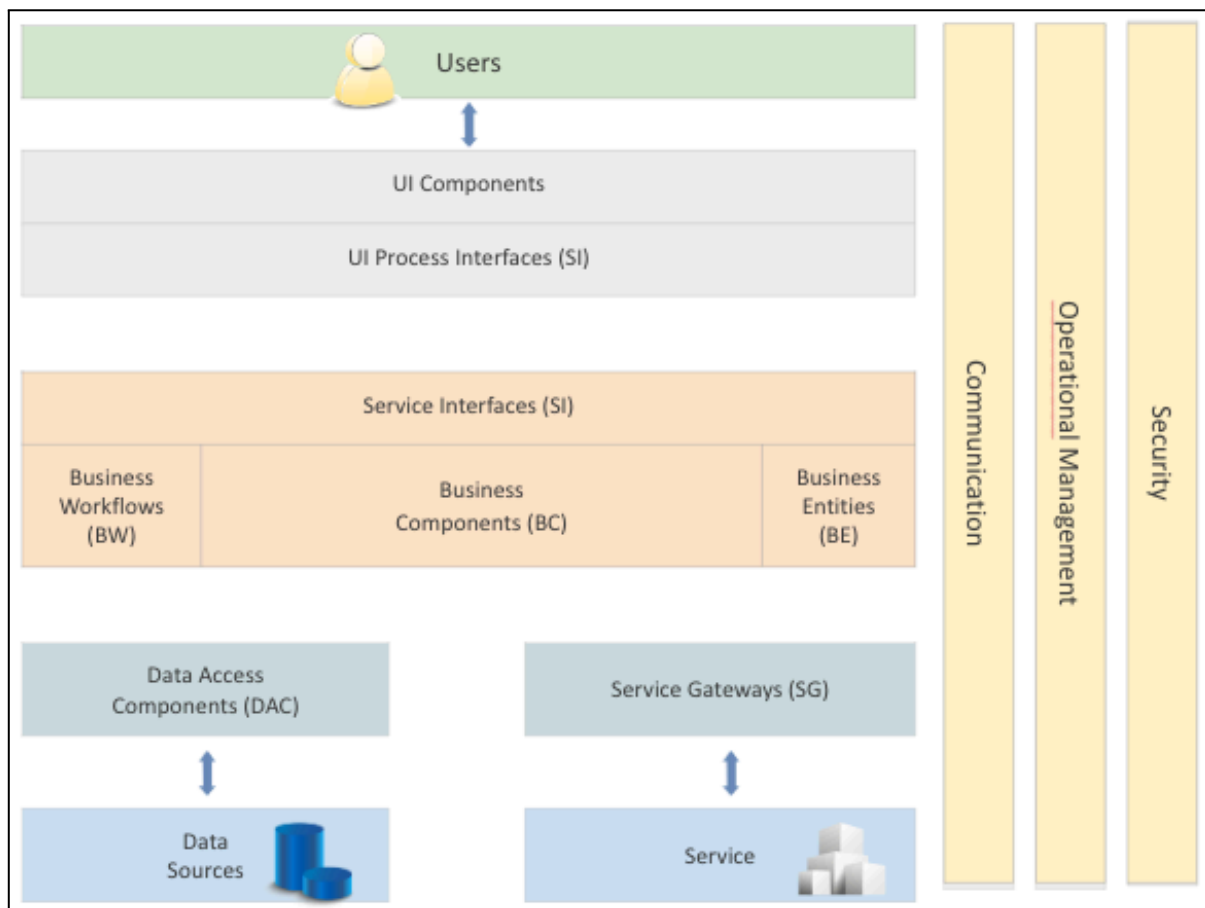 Users
UI Components
UI Process Interfaces (SI)
Service Interfaces (SI)
Business
Workflows
(BW)
Business
Components (BC)
Business
Entities
(BE)
Data Access
Components (DAC)
Service Gateways (SG)
Data
Sources
Service
Communication
Operational Management
Security